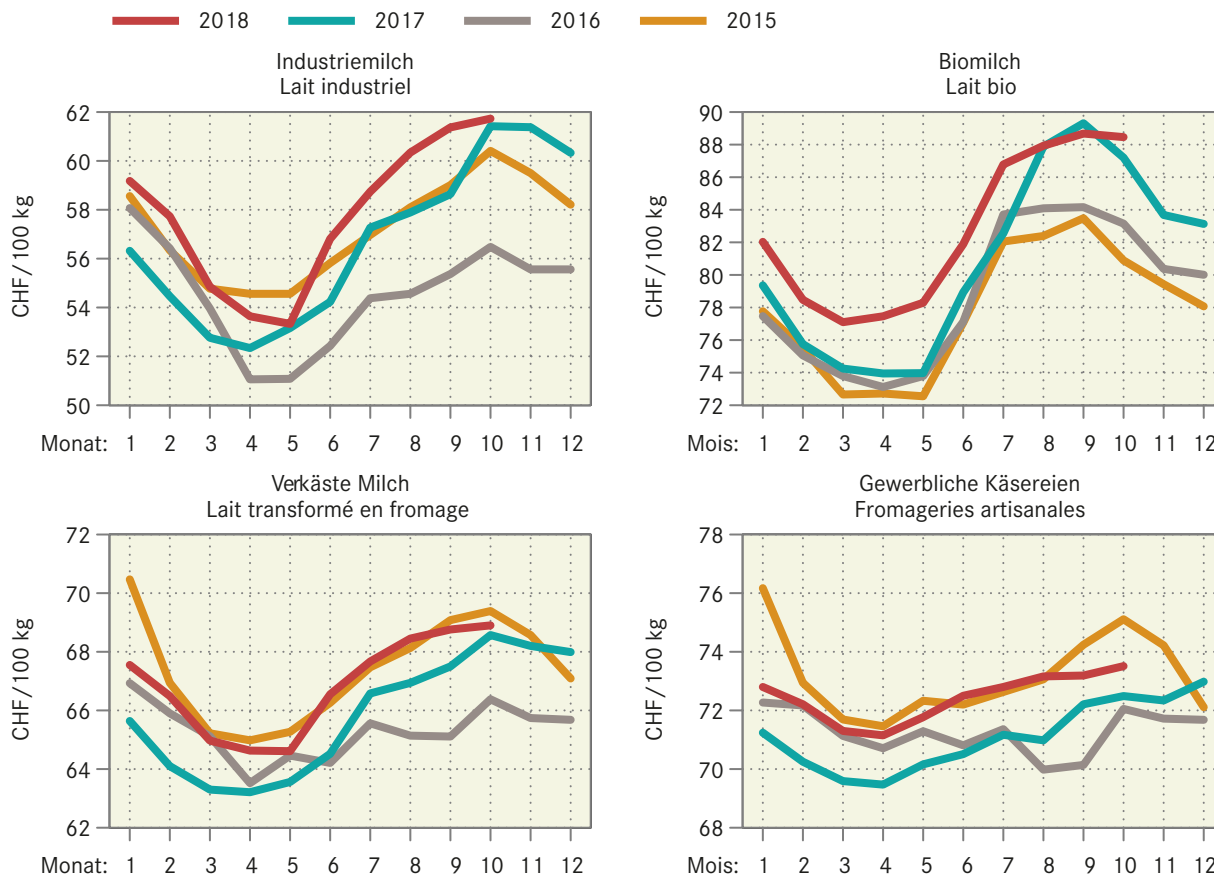 2018 2017 2016 2015
Industriemilch
Lait industriel
CHF / 100 kg
62
60
58
56
54
52
50
Monat: 1 2 3 4 5 6 7 8 9 10 11 12
Biomilch
Lait bio
CHF / 100 kg
90
88
86
84
82
80
78
76
74
72
Mois: 1 2 3 4 5 6 7 8 9 10 11 12
Verkäste Milch
Lait transformé en fromage
CHF / 100 kg
72
70
68
66
64
62
Monat: 1 2 3 4 5 6 7 8 9 10 11 12
Gewerbliche Käsereien
Fromageries artisanales
CHF / 100 kg
78
76
74
72
70
68
Mois: 1 2 3 4 5 6 7 8 9 10 11 12